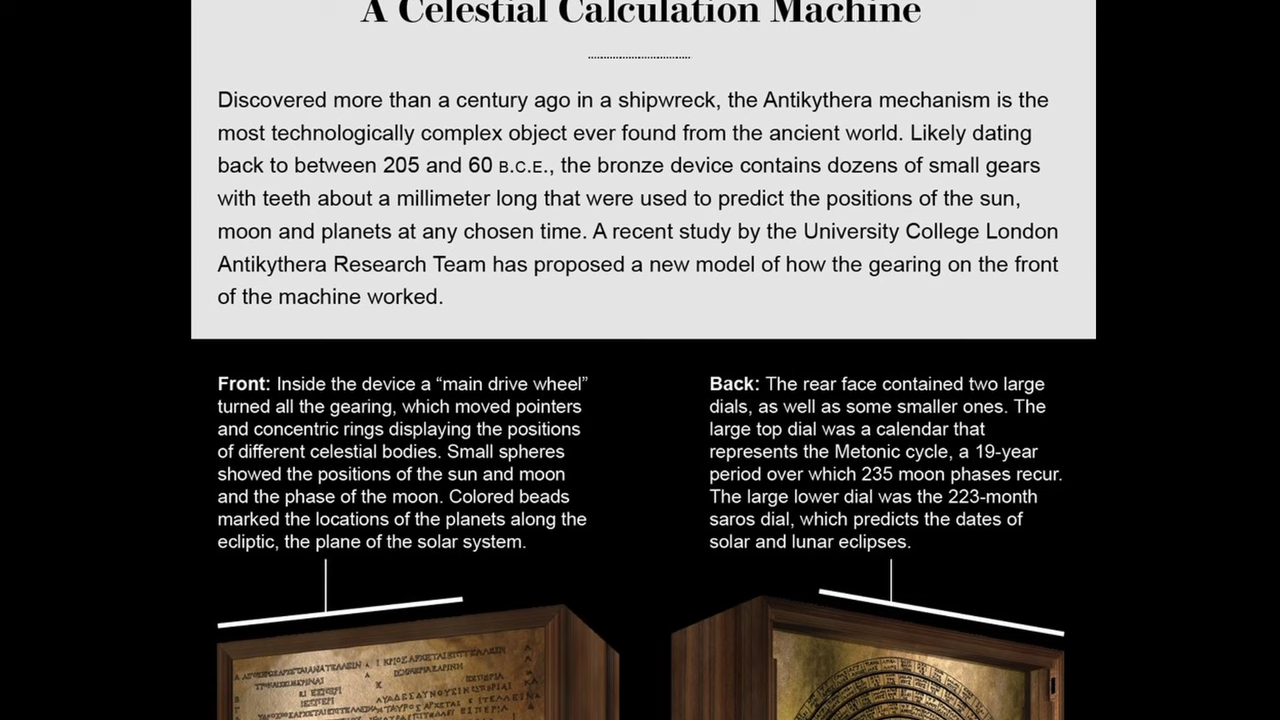 A Celestial Calculation Machine
Discovered more than a century ago in a shipwreck, the Antikythera mechanism is the
most technologically complex object ever found from the ancient world. Likely dating
back to between 205 and 60 B.C.E., the bronze device contains dozens of small gears
with teeth about a millimeter long that were used to predict the positions of the sun,
moon and planets at any chosen time. A recent study by the University College London
Antikythera Research Team has proposed a new model of how the gearing on the front
of the machine worked.
Front: Inside the device a “main drive wheel”
turned all the gearing, which moved pointers
and concentric rings displaying the positions
of different celestial bodies. Small spheres
showed the positions of the sun and moon
and the phase of the moon. Colored beads
marked the locations of the planets along the
ecliptic, the plane of the solar system.
Back: The rear face contained two large
dials, as well as some smaller ones. The
large top dial was a calendar that
represents the Metonic cycle, a 19-year
period over which 235 moon phases recur.
The large lower dial was the 223-month
saros dial, which predicts the dates of
solar and lunar eclipses.